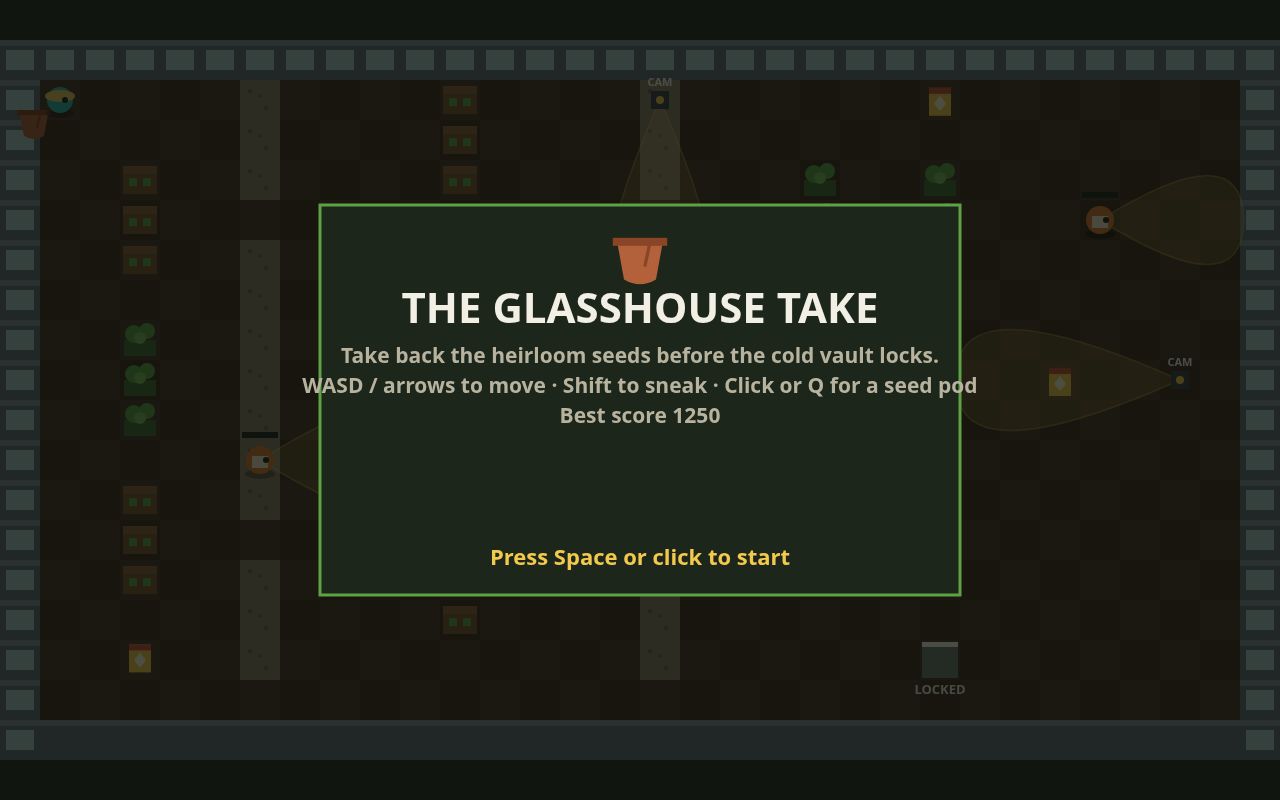 CAM
THE GLASSHOUSE TAKE
Take back the heirloom seeds before the cold vault locks.
CAM
WASD / arrows to move · Shift to sneak · Click or Q for a seed pod
Best score 1250
Press Space or click to start
LOCKED